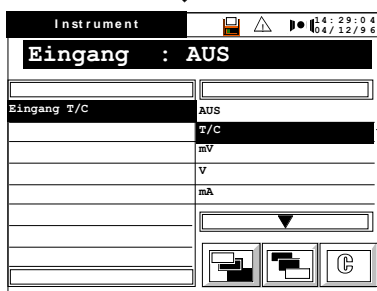 Instrument
14:29:04
04/12/96
Eingang : AUS
Eingang T/C
AUS
T/C
mV
V
mA
C